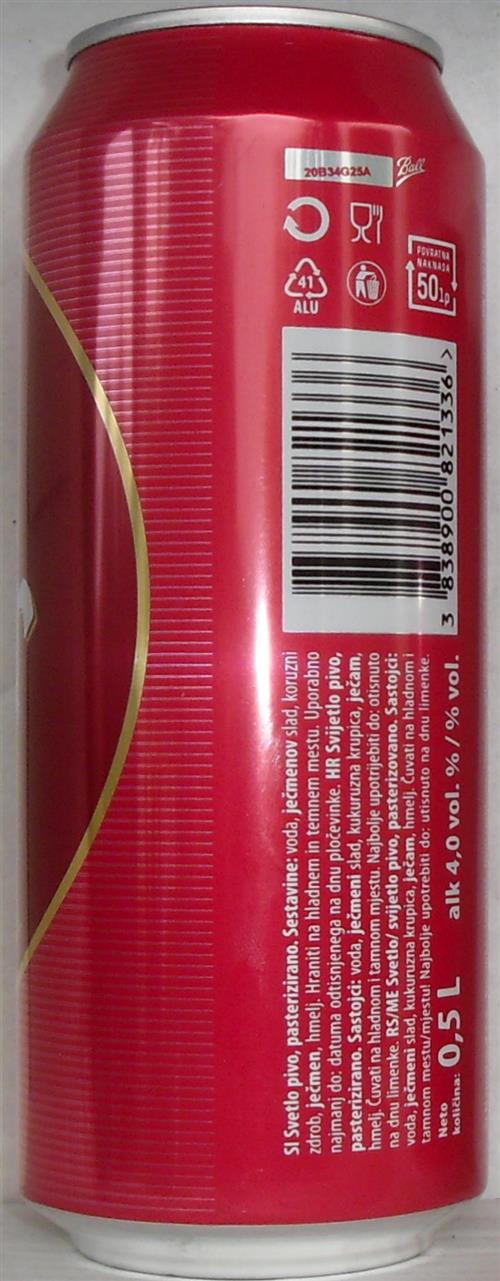 20B34G25A
Ball
41
ALU
POVRATNA
NAKNADA
50 lp
3 838900 821336 >
SI Svetlo pivo, pasterizirano. Sestavine: voda, ječmenov slad, koruzni
zdrob, ječmen, hmelj. Hraniti na hladnem in temnem mestu. Uporabno
najmanj do: datuma odtisnjenega na dnu pločevinke. HR Svijetlo pivo,
pasterizirano. Sastojci: voda, ječmeni slad, kukuruzna krupica, ječam,
hmelj. Čuvati na hladnom i tamnom mjestu. Najbolje upotrijebiti do: otisnuto
na dnu limenke. RS/ME Svetlo/ svijetlo pivo, pasterizovano. Sastojci:
voda, ječmeni slad, kukuruzna krupica, ječam, hmelj. Čuvati na hladnom i
tamnom mestu/mjestu! Najbolje upotrebiti do: utisnuto na dnu limenke.
Neto
količina: 0,5 L alk 4,0 vol. % / % vol.